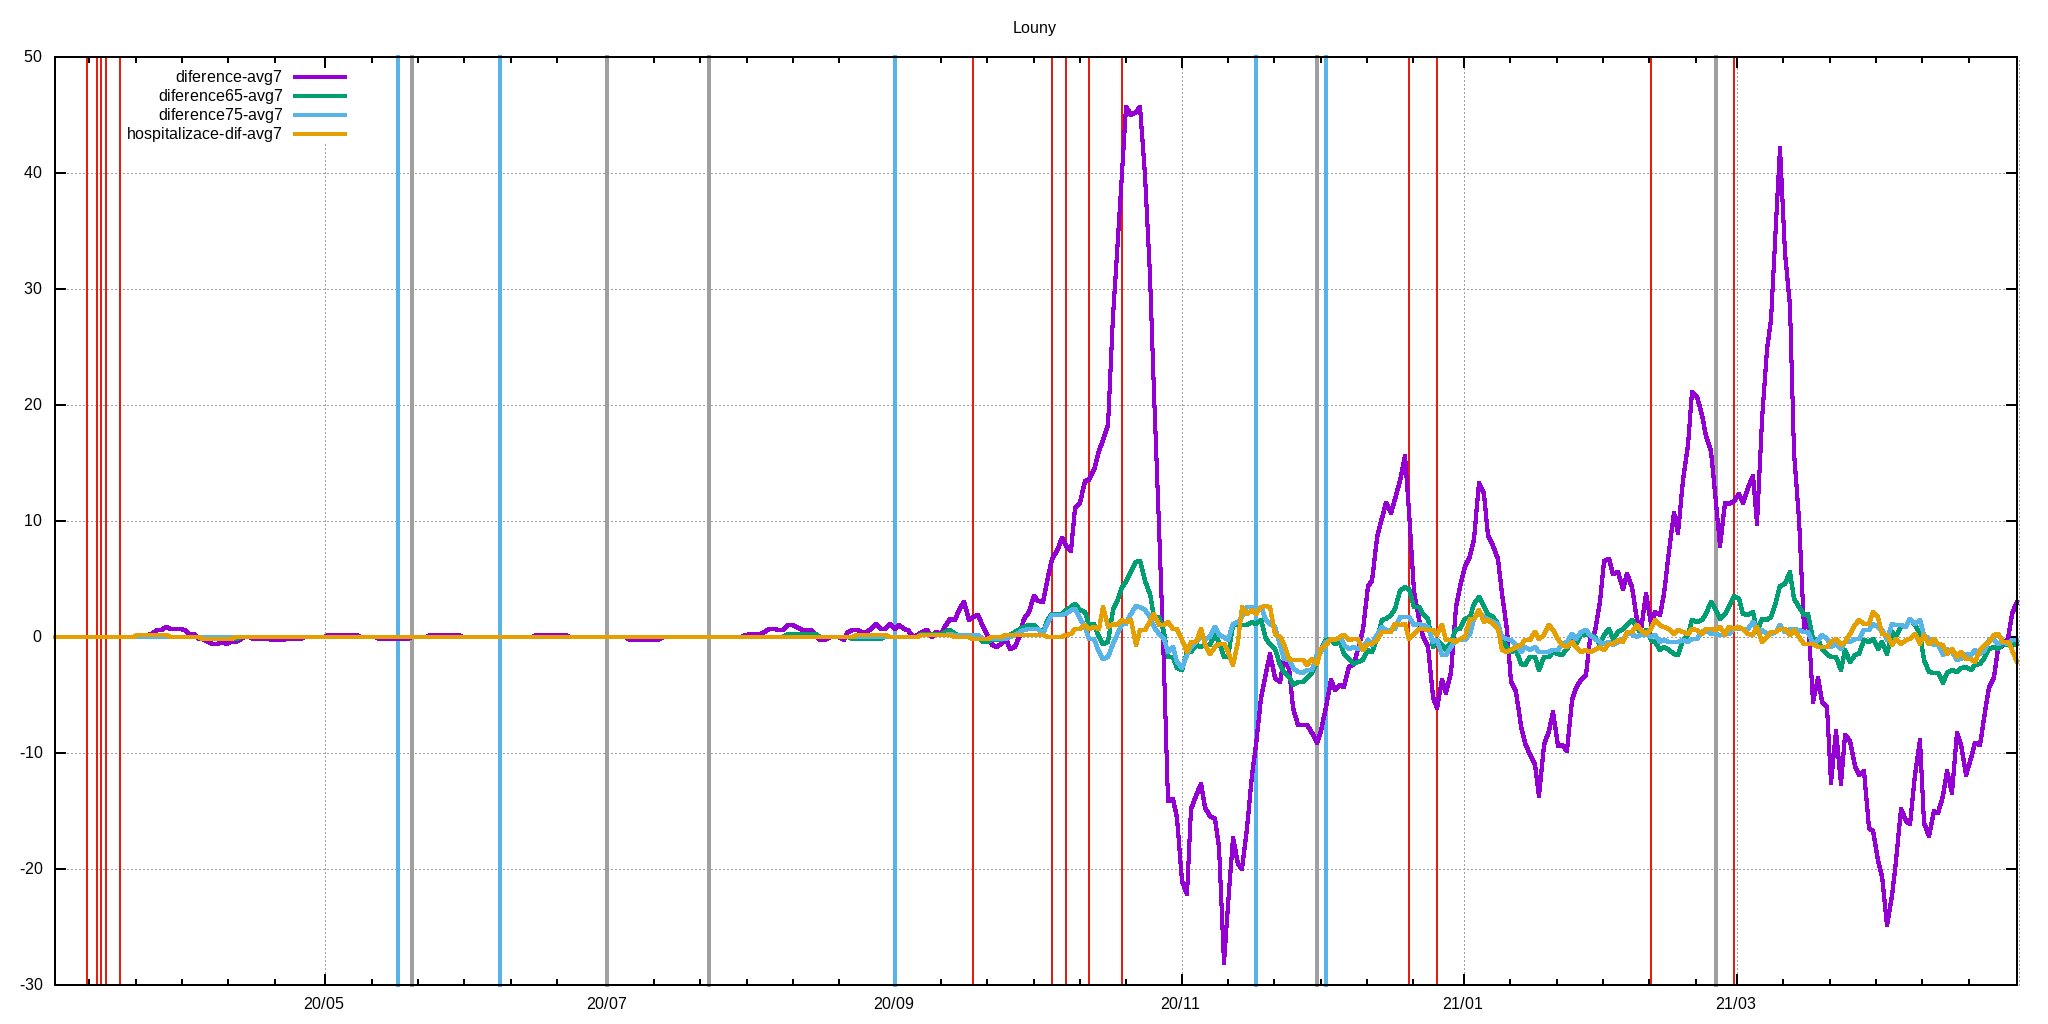 Louny
50
40
30
20
10
0
-10
-20
-30
diference-avg7
diference65-avg7
diference75-avg7
hospitalizace-dif-avg7
20/05 20/07 20/09 20/11 21/01 21/03